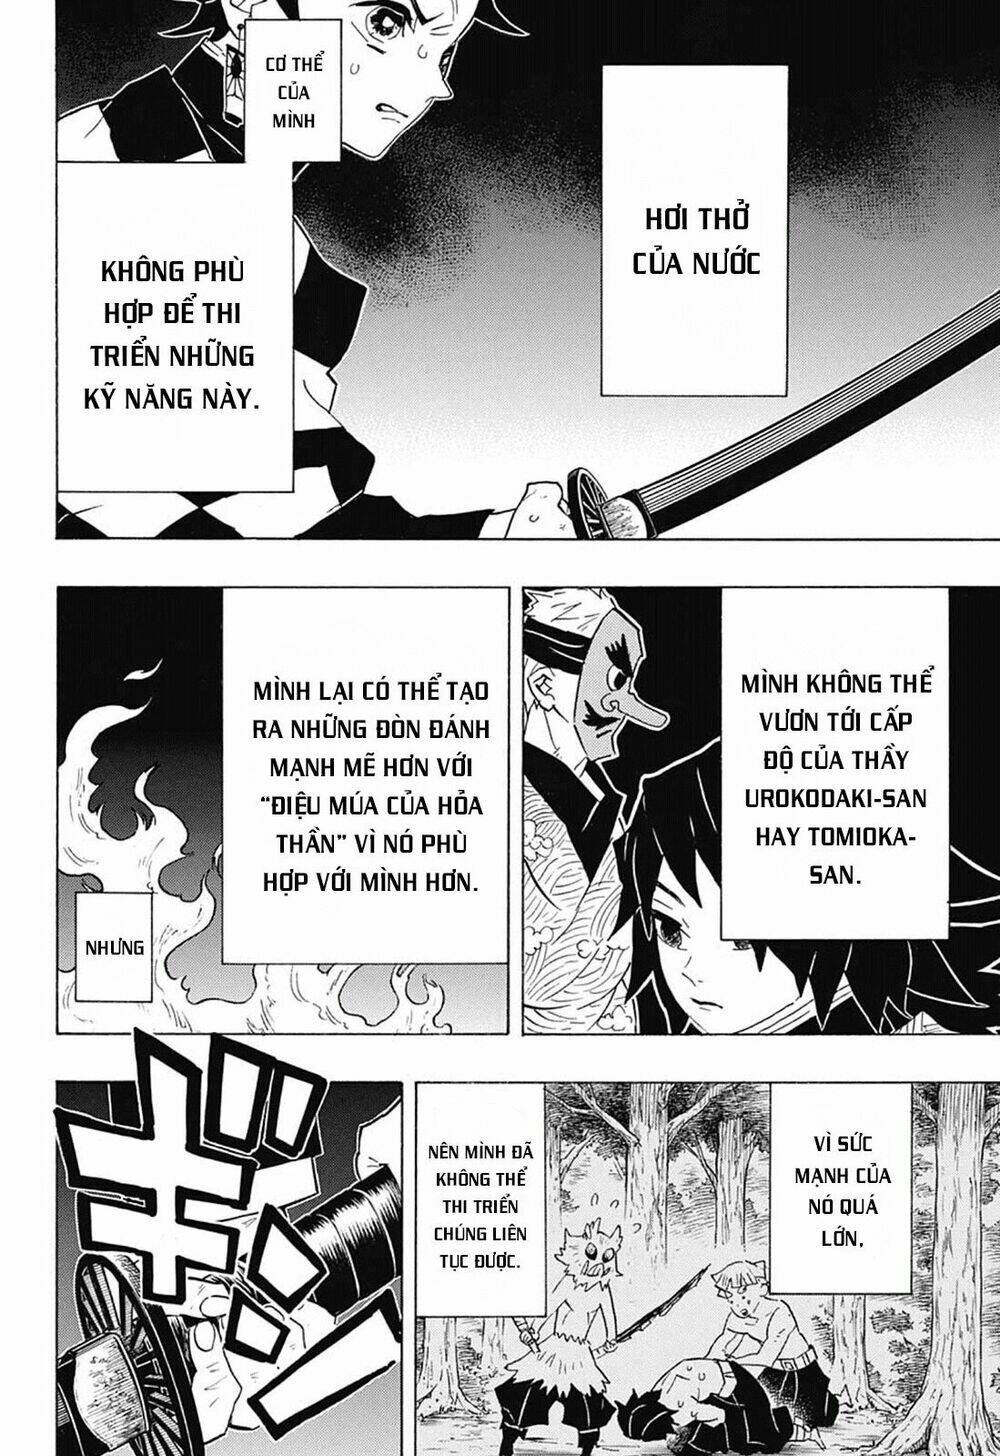 HƠI THỞ
CỦA NƯỚC
CƠ THỂ
CỦA
MÌNH
KHÔNG PHÙ
HỢP ĐỂ THI
TRIỂN NHỮNG
KỸ NĂNG NÀY.
MÌNH KHÔNG THỂ
VƯƠN TỚI CẤP
ĐỘ CỦA THẦY
UROKODAKI-SAN
HAY TOMIOKA-
SAN.
MÌNH LẠI CÓ THỂ TẠO
RA NHỮNG ĐÒN ĐÁNH
MẠNH MẼ HƠN VỚI
“ĐIỆU MÚA CỦA HỎA
THẦN” VÌ NÓ PHÙ
HỢP VỚI MÌNH HƠN.
NHƯNG
VÌ SỨC
MẠNH CỦA
NÓ QUÁ
LỚN,
NÊN MÌNH ĐÃ
KHÔNG THỂ
THI TRIỂN
CHÚNG LIÊN
TỤC ĐƯỢC.
ギシッ